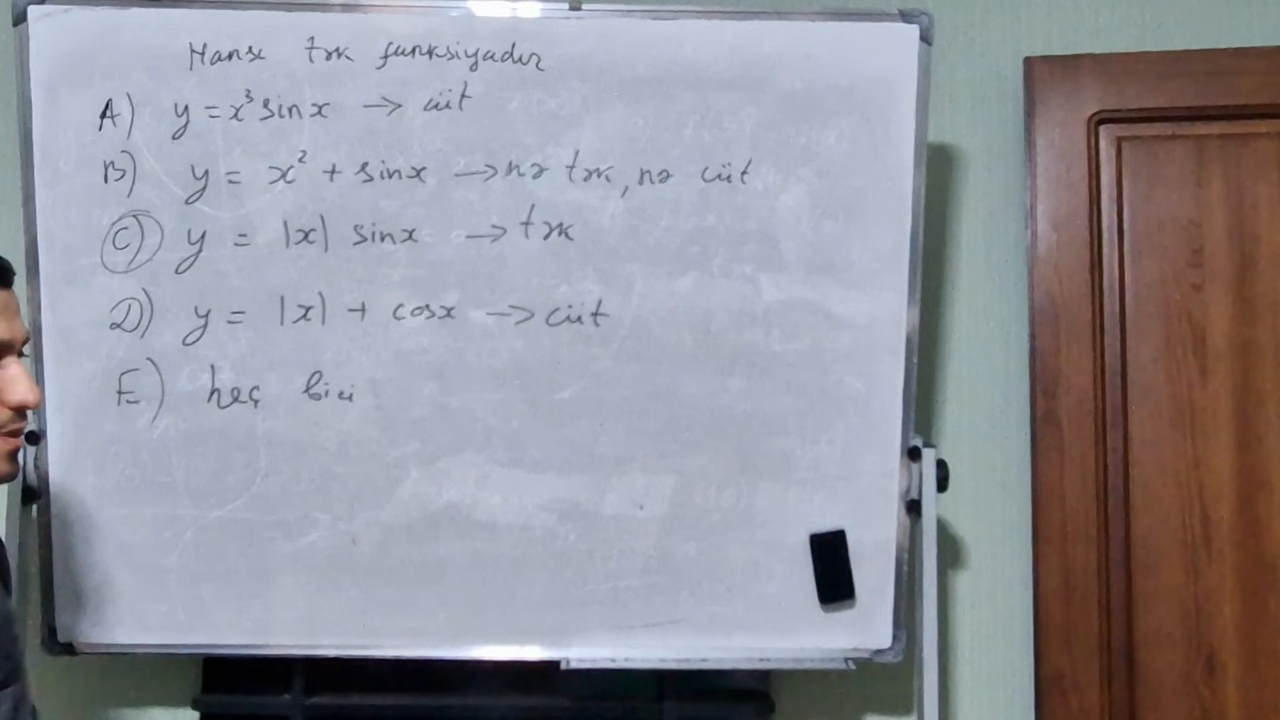 Hansı tək funksiyadır
A) y = x³ sin x → cüt
B) y = x² + sin x → nə tək, nə cüt
C) y = |x| sin x → tək
D) y = |x| + cos x → cüt
E) heç biri